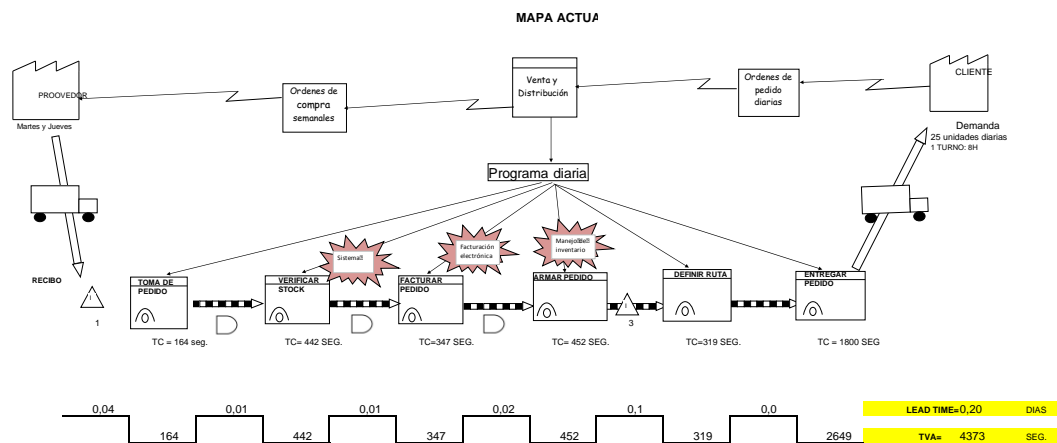 MAPA ACTUA
PROOVEDOR
Martes y Jueves
Ordenes de
compra
semanales
Venta y
Distribución
Ordenes de
pedido
diarias
CLIENTE
Demanda
25 unidades diarias
1 TURNO: 8H
Programa diaria
RECIBO
I
1
Sistema
Facturación
electrónica
Manejo de
inventario
TOMA DE
PEDIDO
VERIFICAR
STOCK
FACTURAR
PEDIDO
ARMAR PEDIDO
I
3
DEFINIR RUTA
ENTREGAR
PEDIDO
TC = 164 seg.
TC= 442 SEG.
TC=347 SEG.
TC= 452 SEG.
TC=319 SEG.
TC = 1800 SEG
0,04 0,01 0,01 0,02 0,1 0,0
LEAD TIME= 0,20 DIAS
164 442 347 452 319 2649
TVA= 4373 SEG.